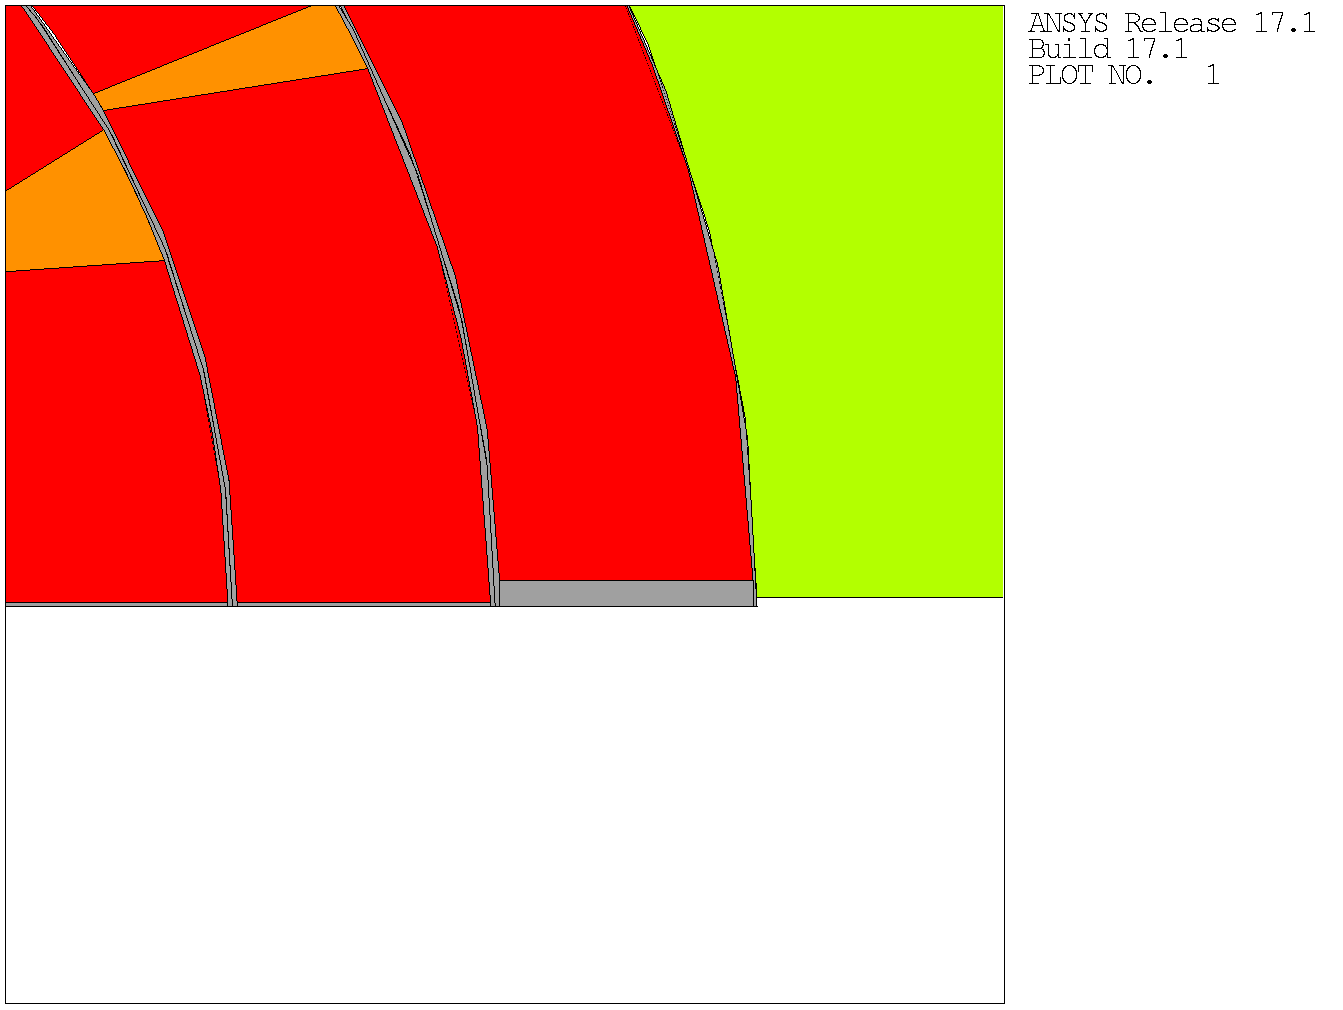 ANSYS Release 17.1
Build 17.1
PLOT NO.   1